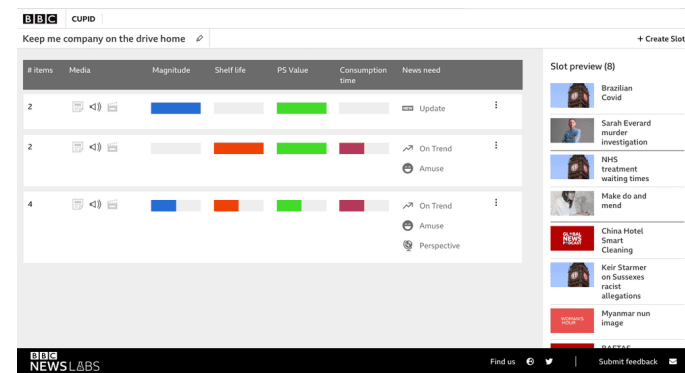 BBC CUPID
Keep me company on the drive home
+ Create Slot
# items Media Magnitude Shelf life PS Value Consumption time News need
2 NEW Update
2 On Trend
Amuse
4 On Trend
Amuse
Perspective
Slot preview (8)
Brazilian
Covid
Sarah Everard
murder
investigation
NHS
treatment
waiting times
Make do and
mend
GLOBAL
NEWS
PODCAST
China Hotel
Smart
Cleaning
Keir Starmer
on Sussexes
racist
allegations
WOMAN'S
HOUR
Myanmar nun
image
BAFTAS
BBC
NEWS LABS
Find us
Submit feedback